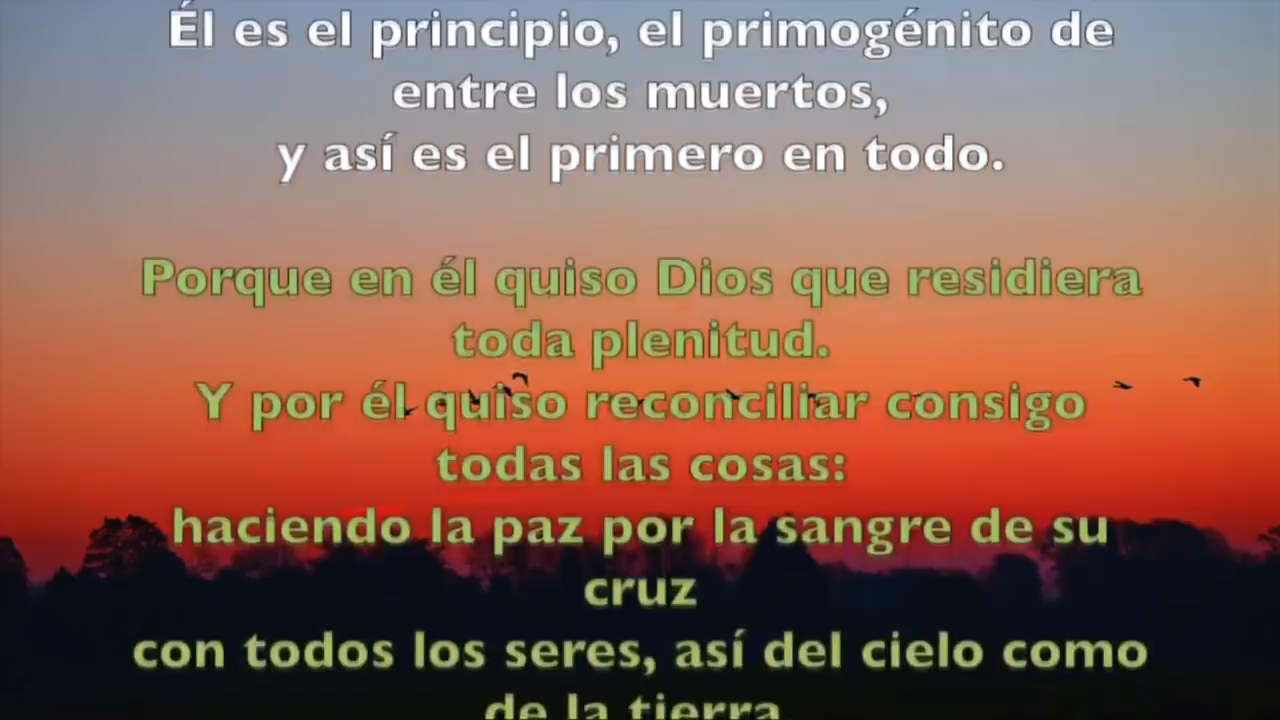 Él es el principio, el primogénito de
entre los muertos,
y así es el primero en todo.
Porque en él quiso Dios que residiera
toda plenitud.
Y por él quiso reconciliar consigo
todas las cosas:
haciendo la paz por la sangre de su
cruz
con todos los seres, así del cielo como
de la tierra